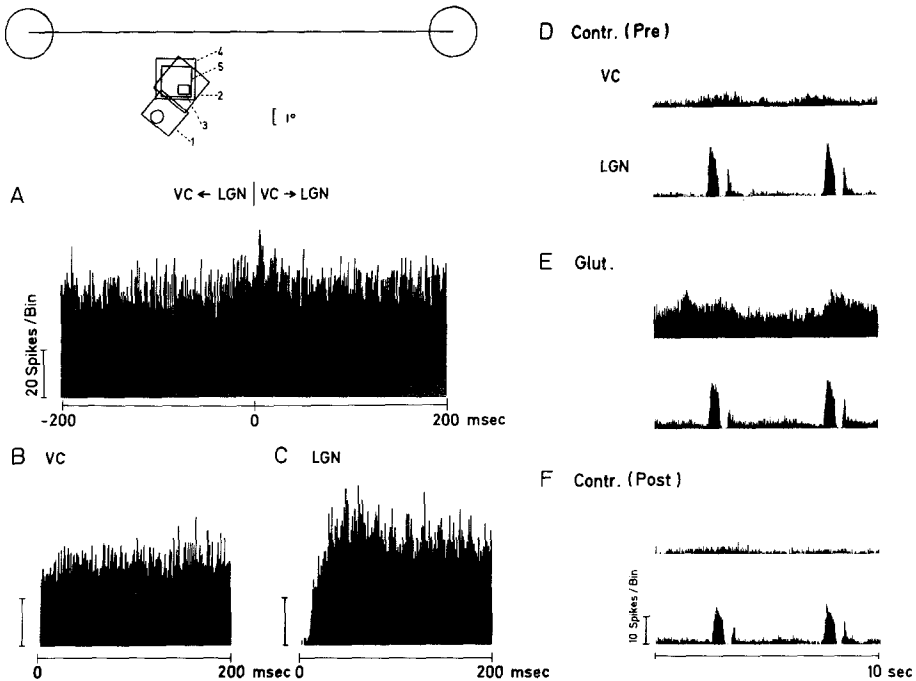 4
5
2
3
1
1°
A
VC ← LGN | VC → LGN
20 Spikes / Bin
-200 0 200 msec
B VC
0 200 msec
C LGN
0 200 msec
D Contr. (Pre)
VC
LGN
E Glut.
F Contr. (Post)
10 Spikes / Bin
10 sec